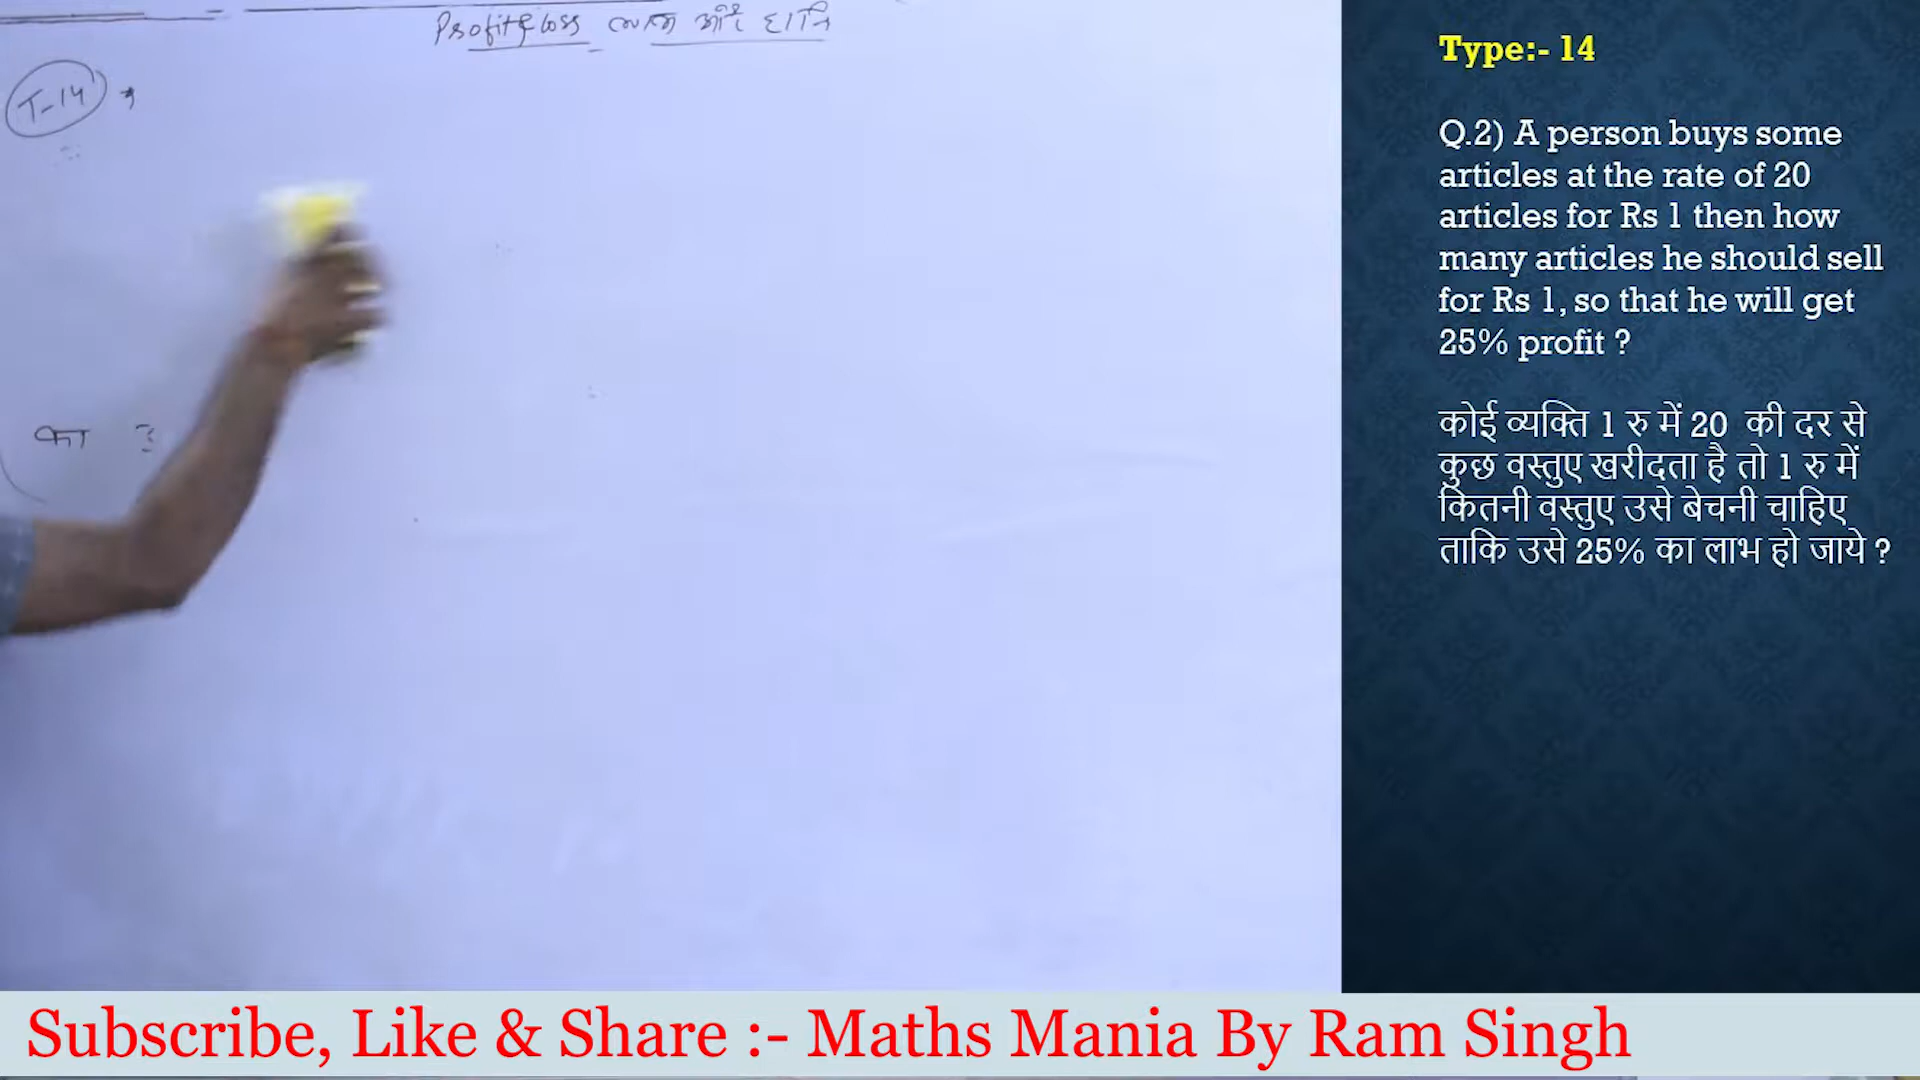 Profit & Loss लाभ और हानि
T-14
का ?
Type:- 14
Q.2) A person buys some
articles at the rate of 20
articles for Rs 1 then how
many articles he should sell
for Rs 1, so that he will get
25% profit ?
कोई व्यक्ति 1 रु में 20 की दर से
कुछ वस्तुए खरीदता है तो 1 रु में
कितनी वस्तुए उसे बेचनी चाहिए
ताकि उसे 25% का लाभ हो जाये ?
Subscribe, Like & Share :- Maths Mania By Ram Singh